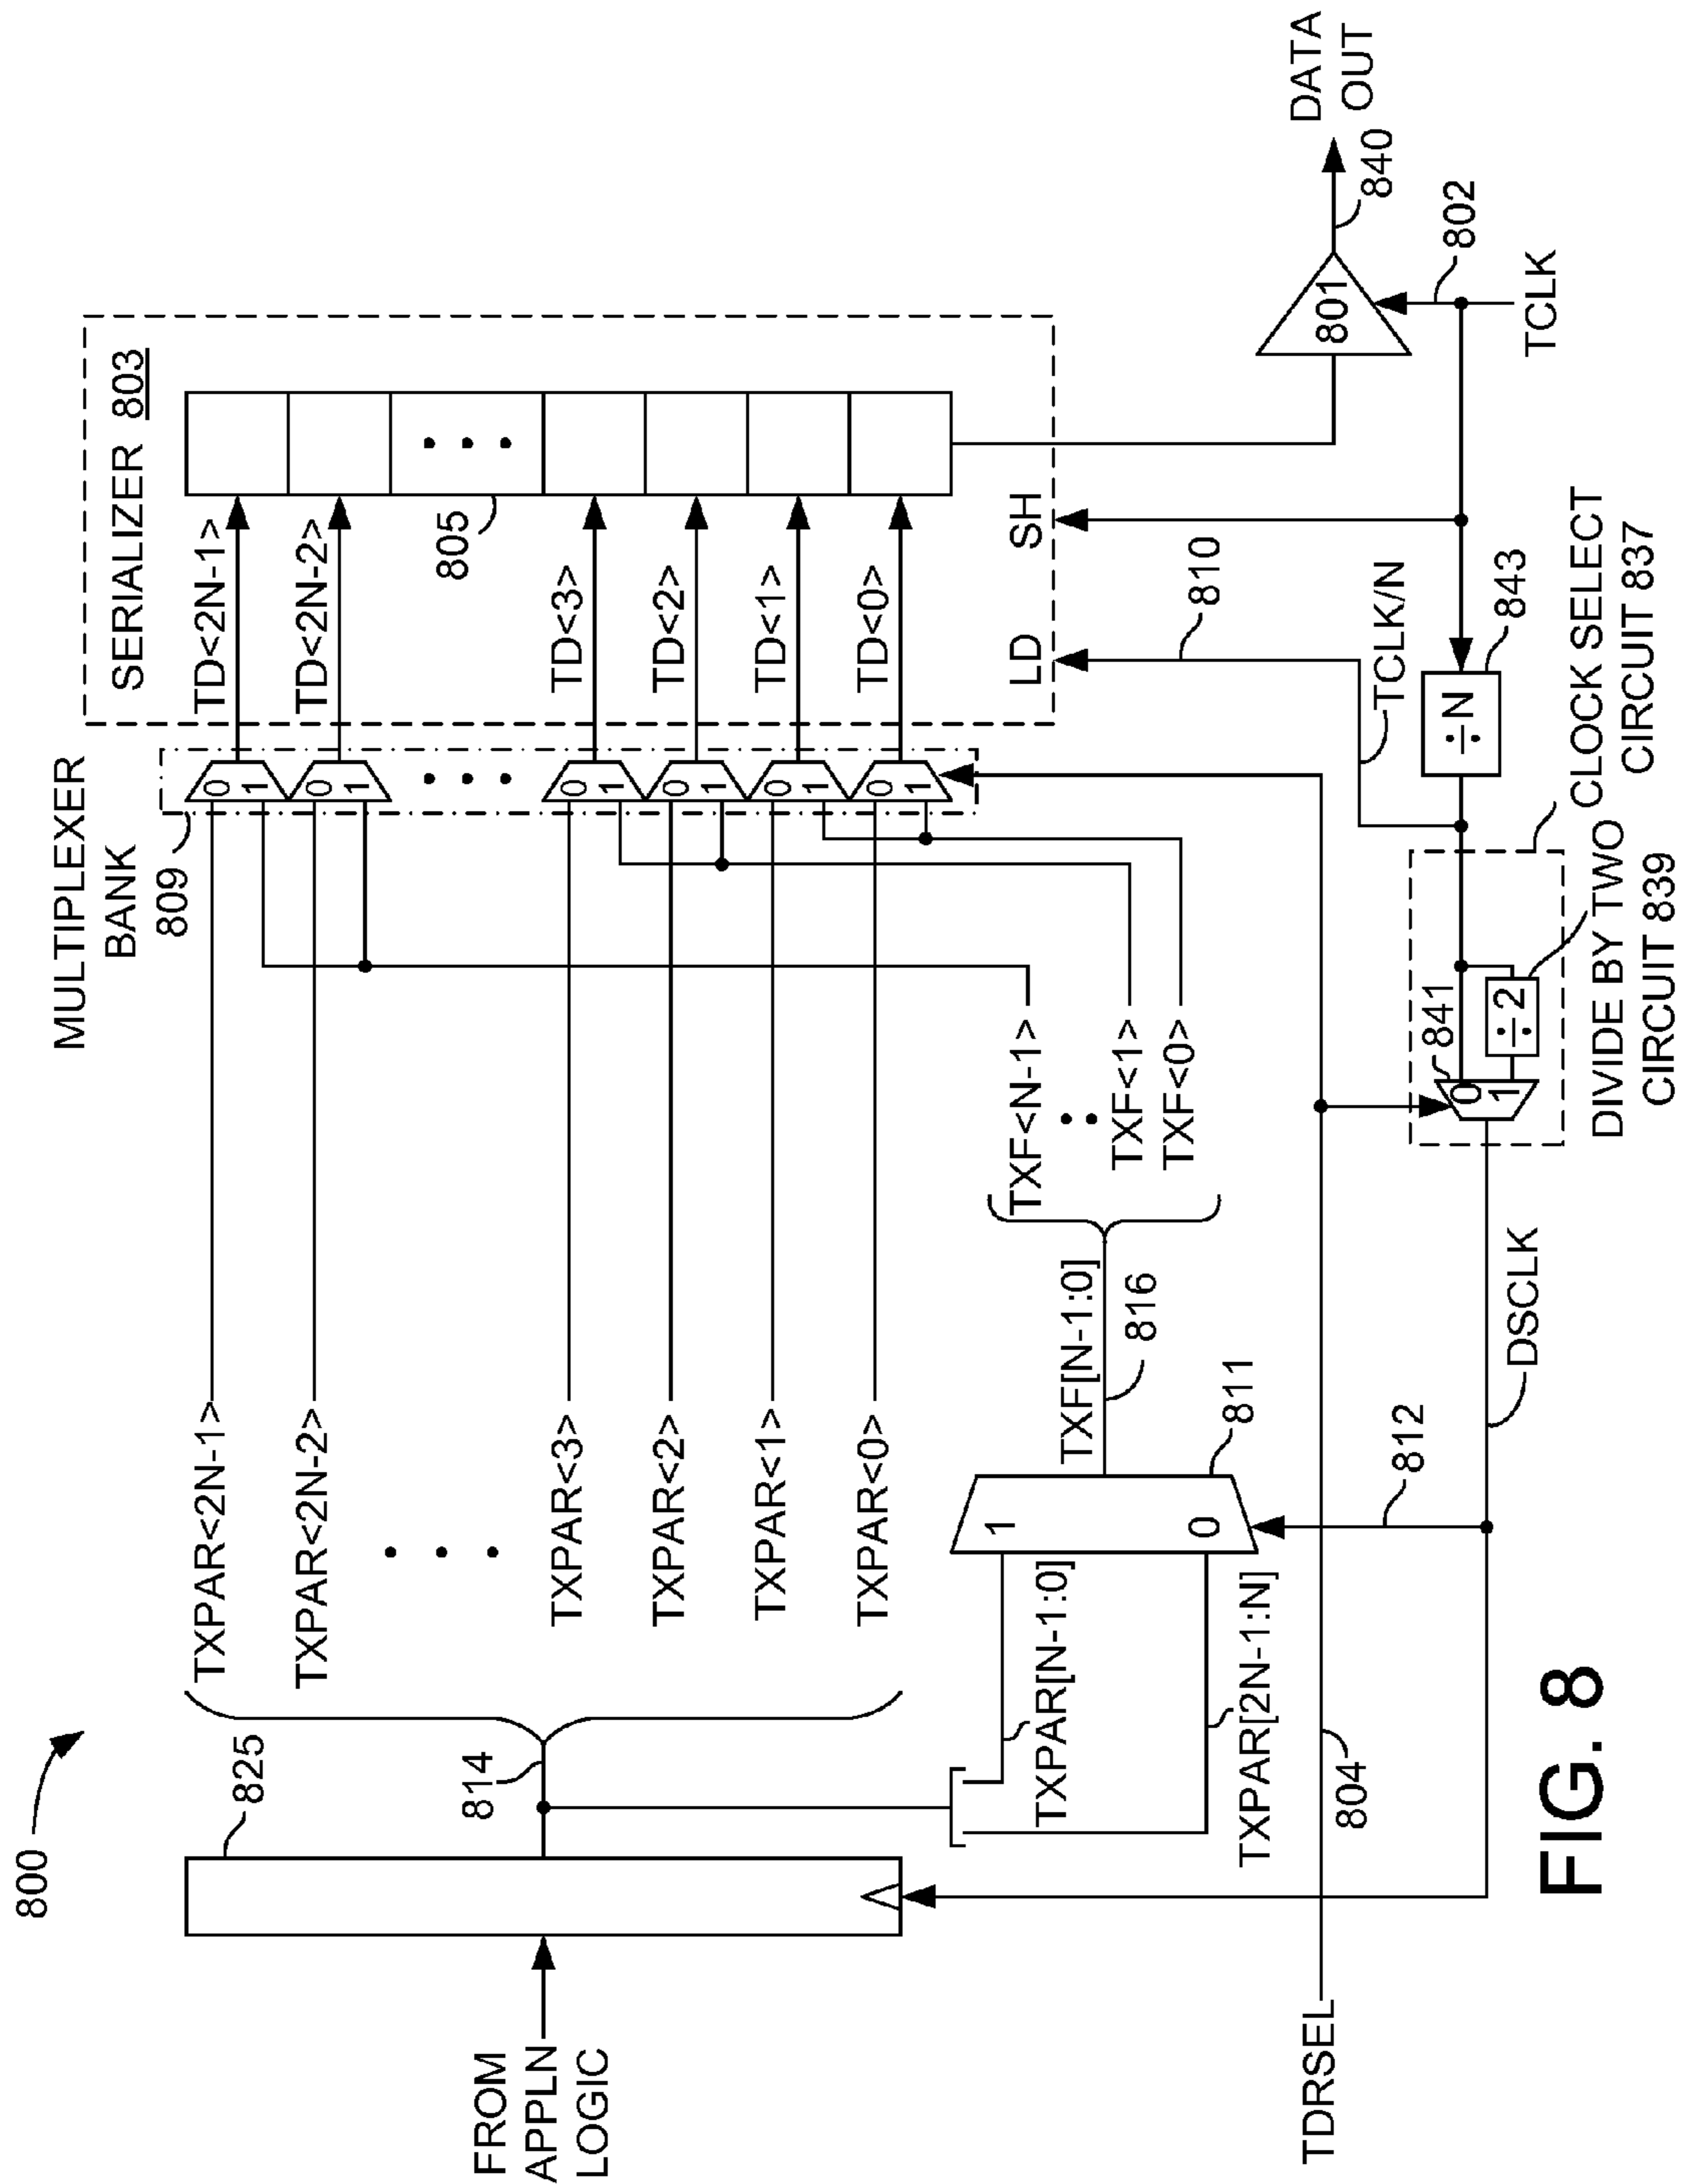 800
825
FROM
APPLN
LOGIC
814
TXPAR<2N-1>
TXPAR<2N-2>
TXPAR<3>
TXPAR<2>
TXPAR<1>
TXPAR<0>
MULTIPLEXER
BANK
809
0
1
0
1
0
1
0
1
0
1
0
1
SERIALIZER 803
TD<2N-1>
TD<2N-2>
TD<3>
TD<2>
TD<1>
TD<0>
805
LD
SH
TXPAR[N-1:0]
TXPAR[2N-1:N]
1
0
811
TXF[N-1:0]
816
TXF<N-1>
TXF<1>
TXF<0>
810
TCLK/N
801
DATA
OUT
840
802
TCLK
TDRSEL
804
812
DSCLK
841
0
1
÷2
÷N
843
CLOCK SELECT
CIRCUIT 837
DIVIDE BY TWO
CIRCUIT 839
FIG. 8